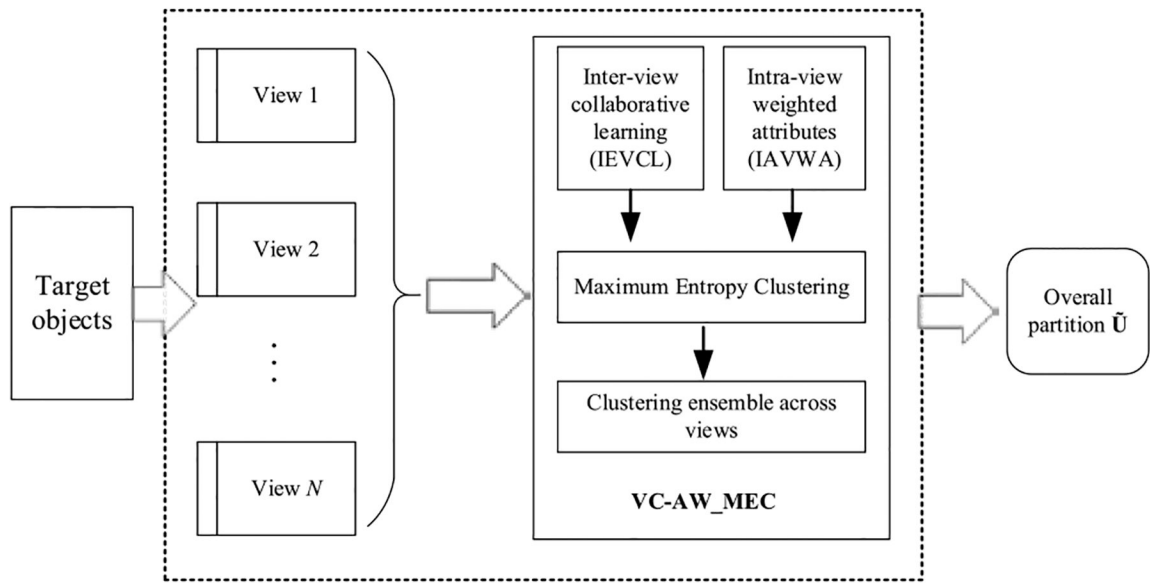 Target
objects
View 1
View 2
View N
Inter-view
collaborative
learning
(IEVCL)
Intra-view
weighted
attributes
(IAVWA)
Maximum Entropy Clustering
Clustering ensemble across
views
VC-AW_MEC
Overall
partition Ũ